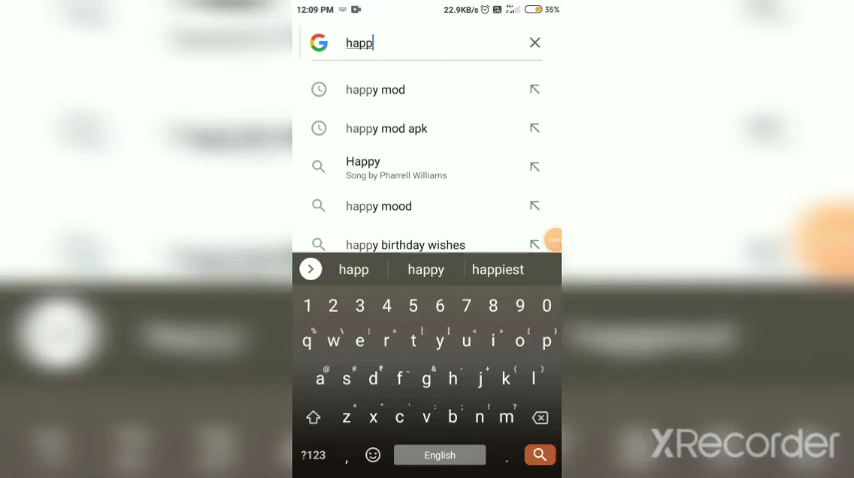 12:09 PM 22.9KB/s 35%
happ
happy mod
happy mod apk
Happy
Song by Pharrell Williams
happy mood
happy birthday wishes
happ happy happiest
1 2 3 4 5 6 7 8 9 0
q w e r t y u i o p
a s d f g h j k l
z x c v b n m
?123 , English .
XRecorder